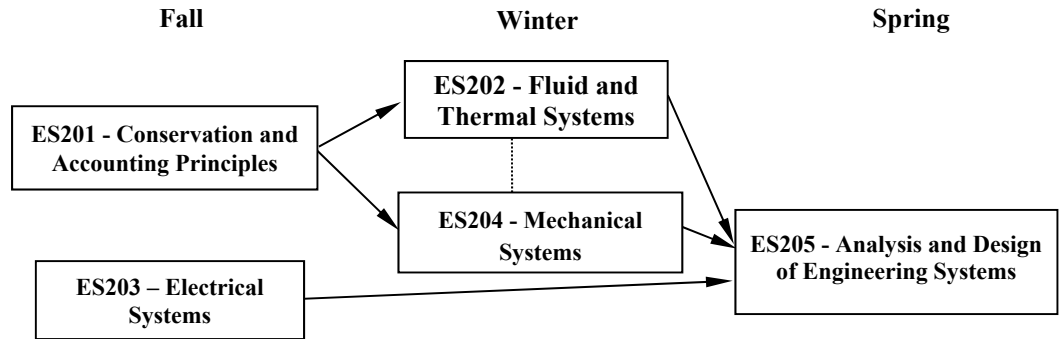 Fall
Winter
Spring
ES201 - Conservation and
Accounting Principles
ES203 – Electrical
Systems
ES202 - Fluid and
Thermal Systems
ES204 - Mechanical
Systems
ES205 - Analysis and Design
of Engineering Systems